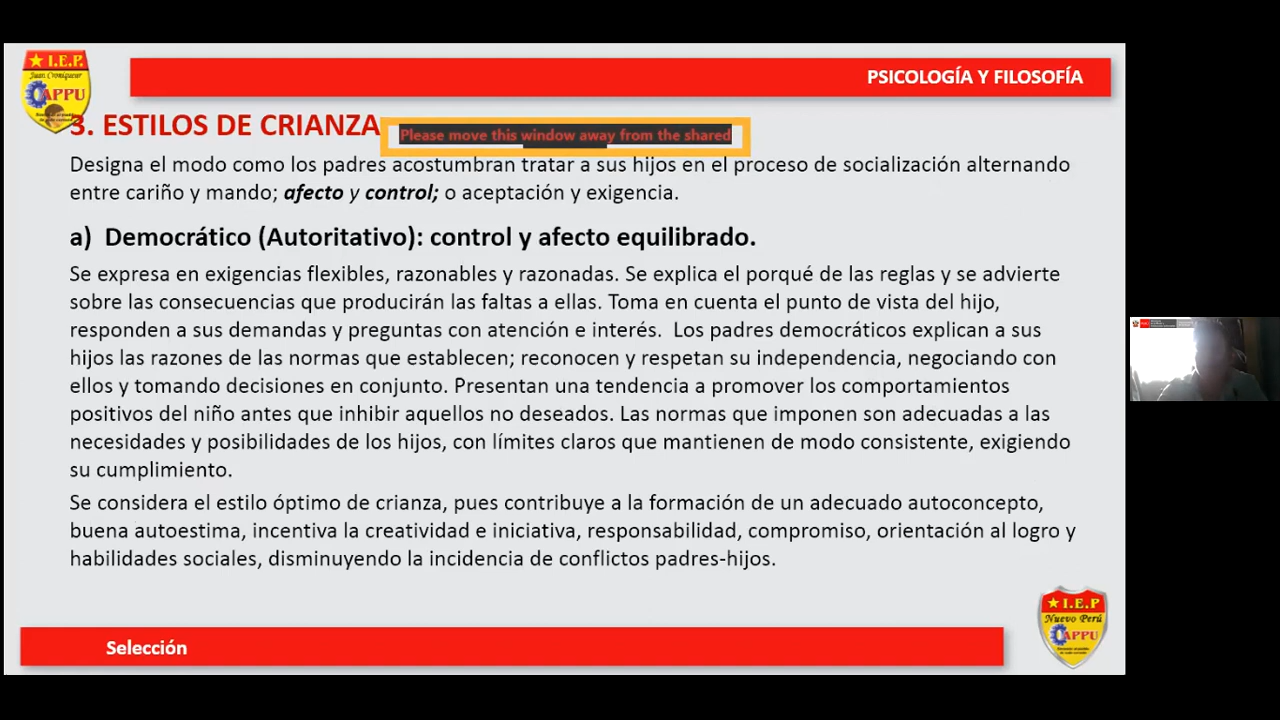 I.E.P.
Juan Croniqueur
CAPPU
PSICOLOGÍA Y FILOSOFÍA
3. ESTILOS DE CRIANZA
Please move this window away from the shared
Designa el modo como los padres acostumbran tratar a sus hijos en el proceso de socialización alternando
entre cariño y mando; afecto y control; o aceptación y exigencia.
a) Democrático (Autoritativo): control y afecto equilibrado.
Se expresa en exigencias flexibles, razonables y razonadas. Se explica el porqué de las reglas y se advierte
sobre las consecuencias que producirán las faltas a ellas. Toma en cuenta el punto de vista del hijo,
responden a sus demandas y preguntas con atención e interés. Los padres democráticos explican a sus
hijos las razones de las normas que establecen; reconocen y respetan su independencia, negociando con
ellos y tomando decisiones en conjunto. Presentan una tendencia a promover los comportamientos
positivos del niño antes que inhibir aquellos no deseados. Las normas que imponen son adecuadas a las
necesidades y posibilidades de los hijos, con límites claros que mantienen de modo consistente, exigiendo
su cumplimiento.
Se considera el estilo óptimo de crianza, pues contribuye a la formación de un adecuado autoconcepto,
buena autoestima, incentiva la creatividad e iniciativa, responsabilidad, compromiso, orientación al logro y
habilidades sociales, disminuyendo la incidencia de conflictos padres-hijos.
I.E.P
Nuevo Perú
CAPPU
Selección